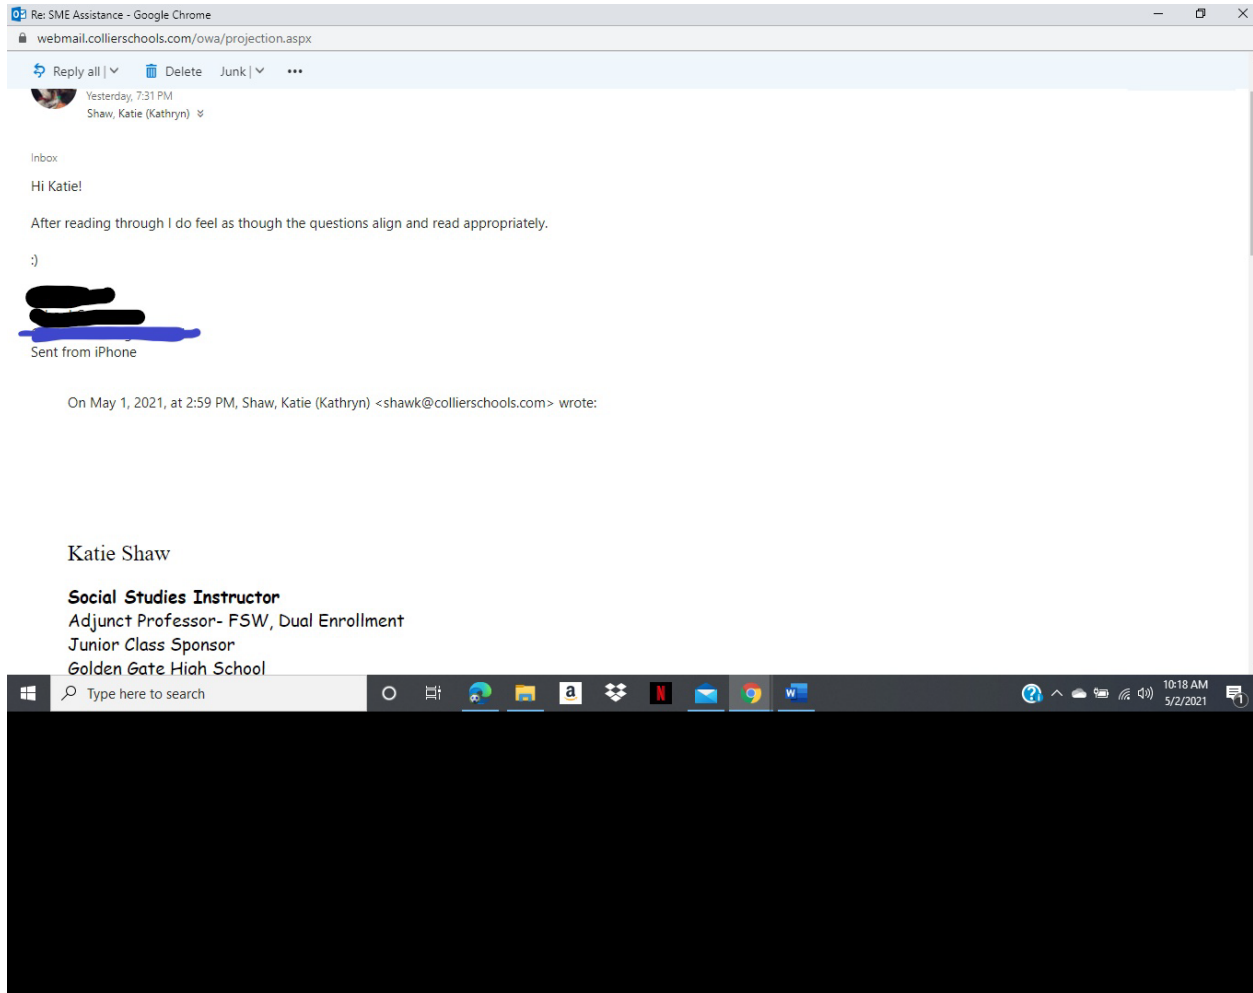 Re: SME Assistance - Google Chrome
webmail.collierschools.com/owa/projection.aspx
Reply all | Delete Junk | •••
Yesterday, 7:31 PM
Shaw, Katie (Kathryn)
Inbox
Hi Katie!
After reading through I do feel as though the questions align and read appropriately.
:)
Sent from iPhone
On May 1, 2021, at 2:59 PM, Shaw, Katie (Kathryn) <shawk@collierschools.com> wrote:
Katie Shaw
Social Studies Instructor
Adjunct Professor- FSW, Dual Enrollment
Junior Class Sponsor
Golden Gate High School
Type here to search
10:18 AM
5/2/2021